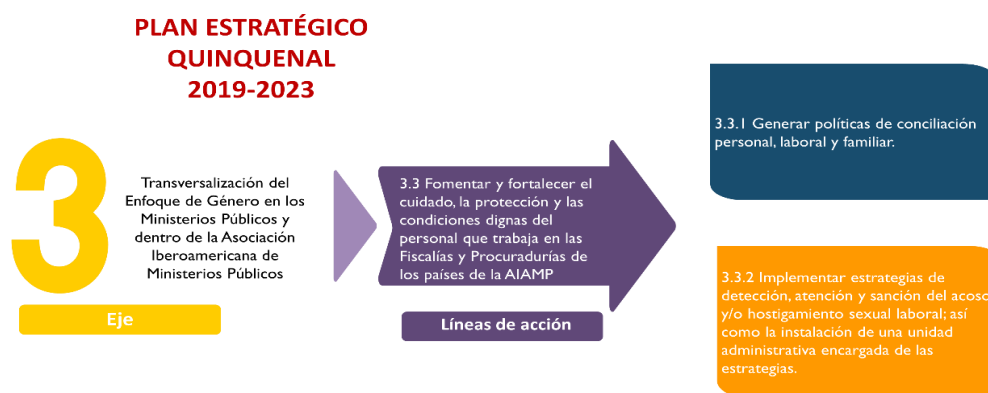 PLAN ESTRATÉGICO
QUINQUENAL
2019-2023
3
Transversalización del
Enfoque de Género en los
Ministerios Públicos y
dentro de la Asociación
Iberoamericana de
Ministerios Públicos
Eje
3.3 Fomentar y fortalecer el
cuidado, la protección y las
condiciones dignas del
personal que trabaja en las
Fiscalías y Procuradurías de
los países de la AIAMP
Líneas de acción
3.3.1 Generar políticas de conciliación
personal, laboral y familiar.
3.3.2 Implementar estrategias de
detección, atención y sanción del acoso
y/o hostigamiento sexual laboral; así
como la instalación de una unidad
administrativa encargada de las
estrategias.